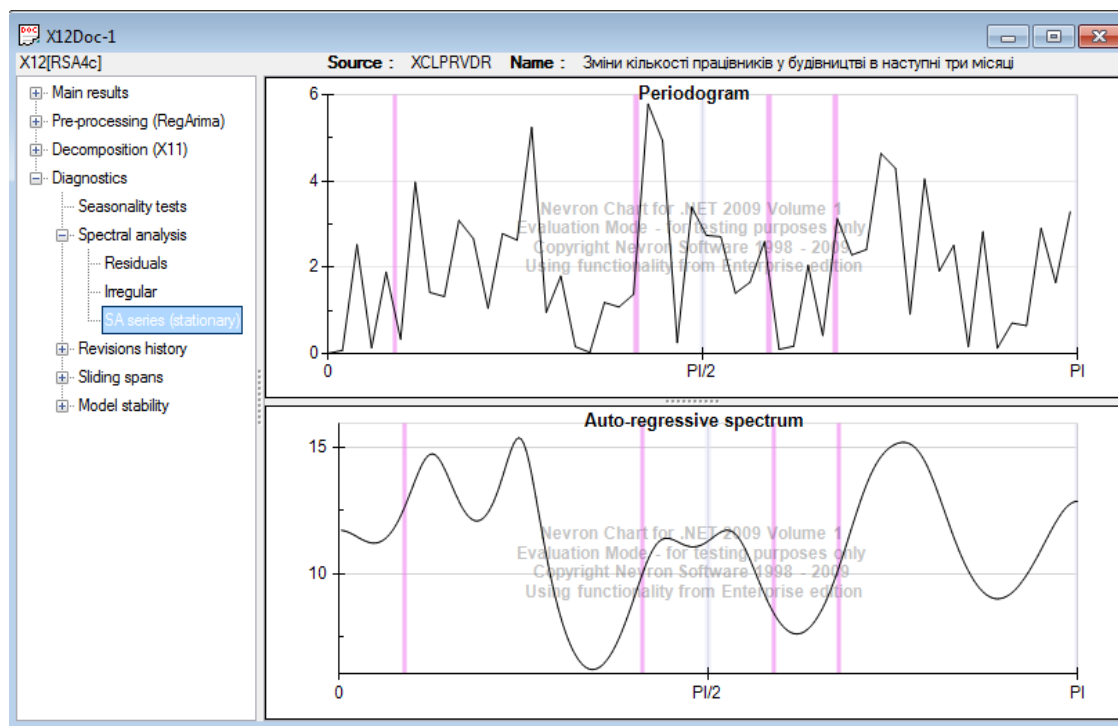 X12Doc-1
X12[RSA4c]
Source : XCLPRVDR Name : Зміни кількості працівників у будівництві в наступні три місяці
Main results
Pre-processing (RegArima)
Decomposition (X11)
Diagnostics
Seasonality tests
Spectral analysis
Residuals
Irregular
SA series (stationary)
Revisions history
Sliding spans
Model stability
Periodogram
6
4
2
0
0 PI/2 PI
Nevron Chart for .NET 2009 Volume 1
Evaluation Mode - for testing purposes only
Copyright Nevron Software 1998 - 2009
Using functionality from Enterprise edition
Auto-regressive spectrum
15
10
0 PI/2 PI
Nevron Chart for .NET 2009 Volume 1
Evaluation Mode - for testing purposes only
Copyright Nevron Software 1998 - 2009
Using functionality from Enterprise edition